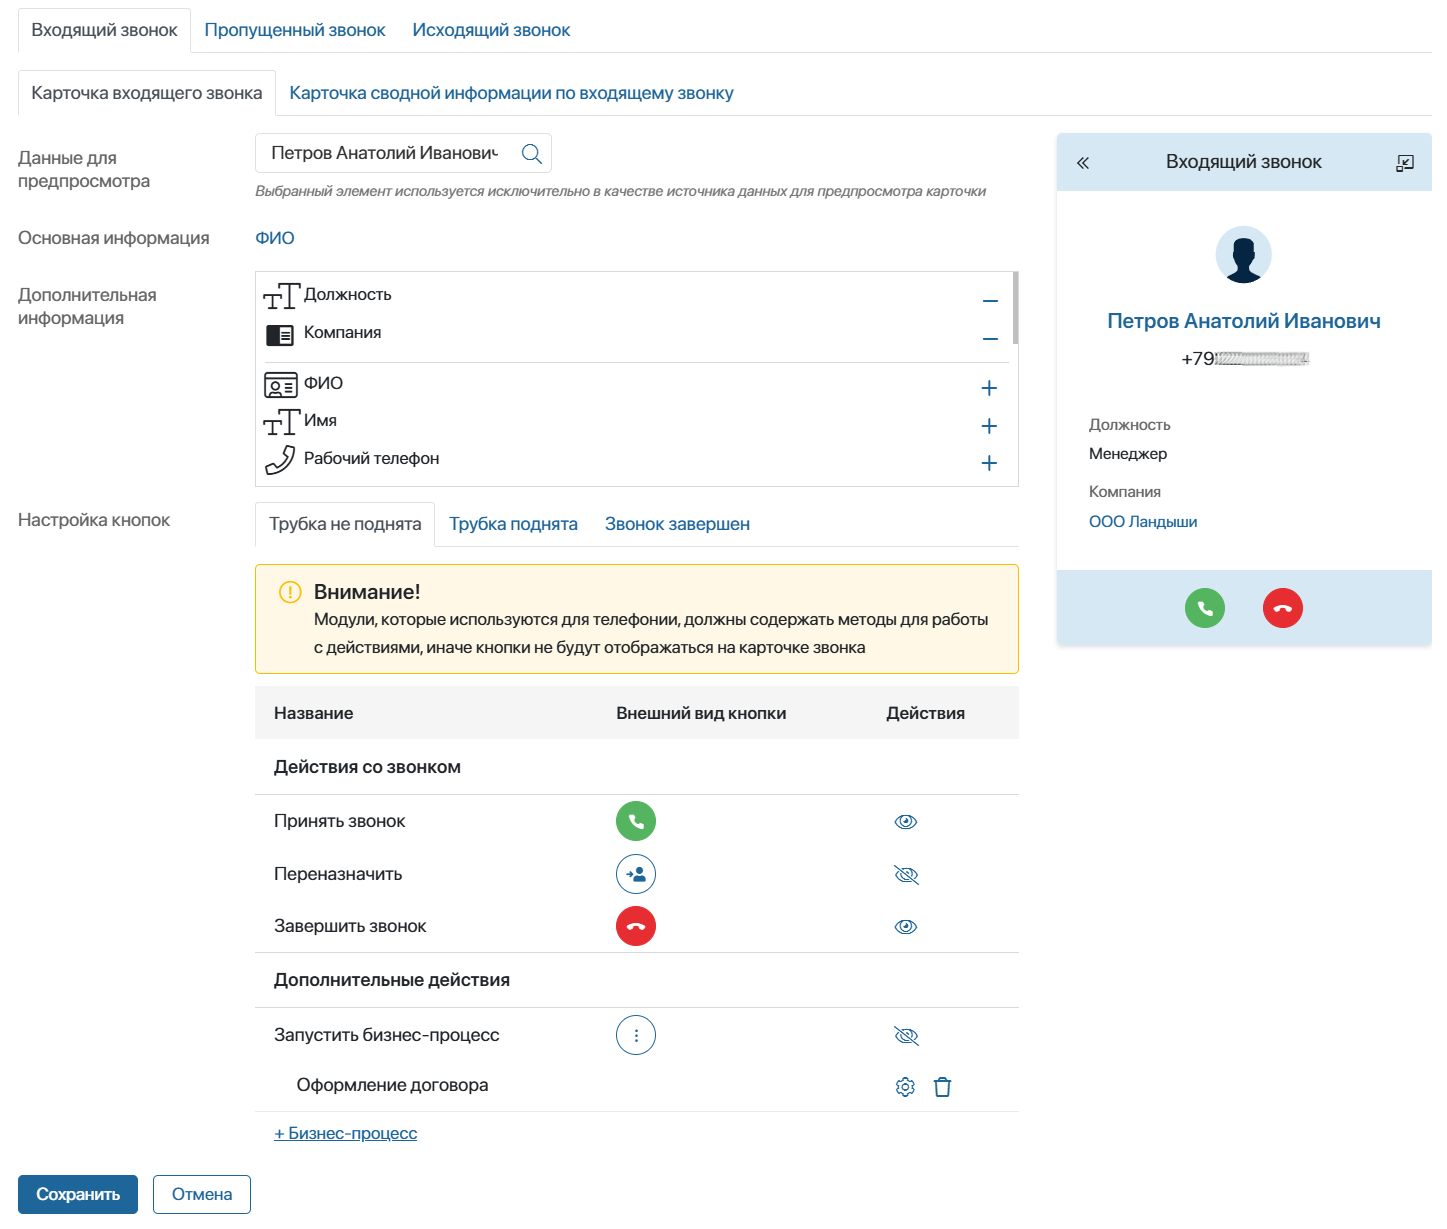 Входящий звонок
Пропущенный звонок
Исходящий звонок
Карточка входящего звонка
Карточка сводной информации по входящему звонку
Данные для
предпросмотра
Петров Анатолий Иванович
Выбранный элемент используется исключительно в качестве источника данных для предпросмотра карточки
Основная информация
ФИО
Дополнительная
информация
Должность
Компания
ФИО
Имя
Рабочий телефон
Настройка кнопок
Трубка не поднята
Трубка поднята
Звонок завершен
Внимание!
Модули, которые используются для телефонии, должны содержать методы для работы
с действиями, иначе кнопки не будут отображаться на карточке звонка
Название
Внешний вид кнопки
Действия
Действия со звонком
Принять звонок
Переназначить
Завершить звонок
Дополнительные действия
Запустить бизнес-процесс
Оформление договора
+ Бизнес-процесс
Сохранить
Отмена
Входящий звонок
Петров Анатолий Иванович
+79
Должность
Менеджер
Компания
ООО Ландыши